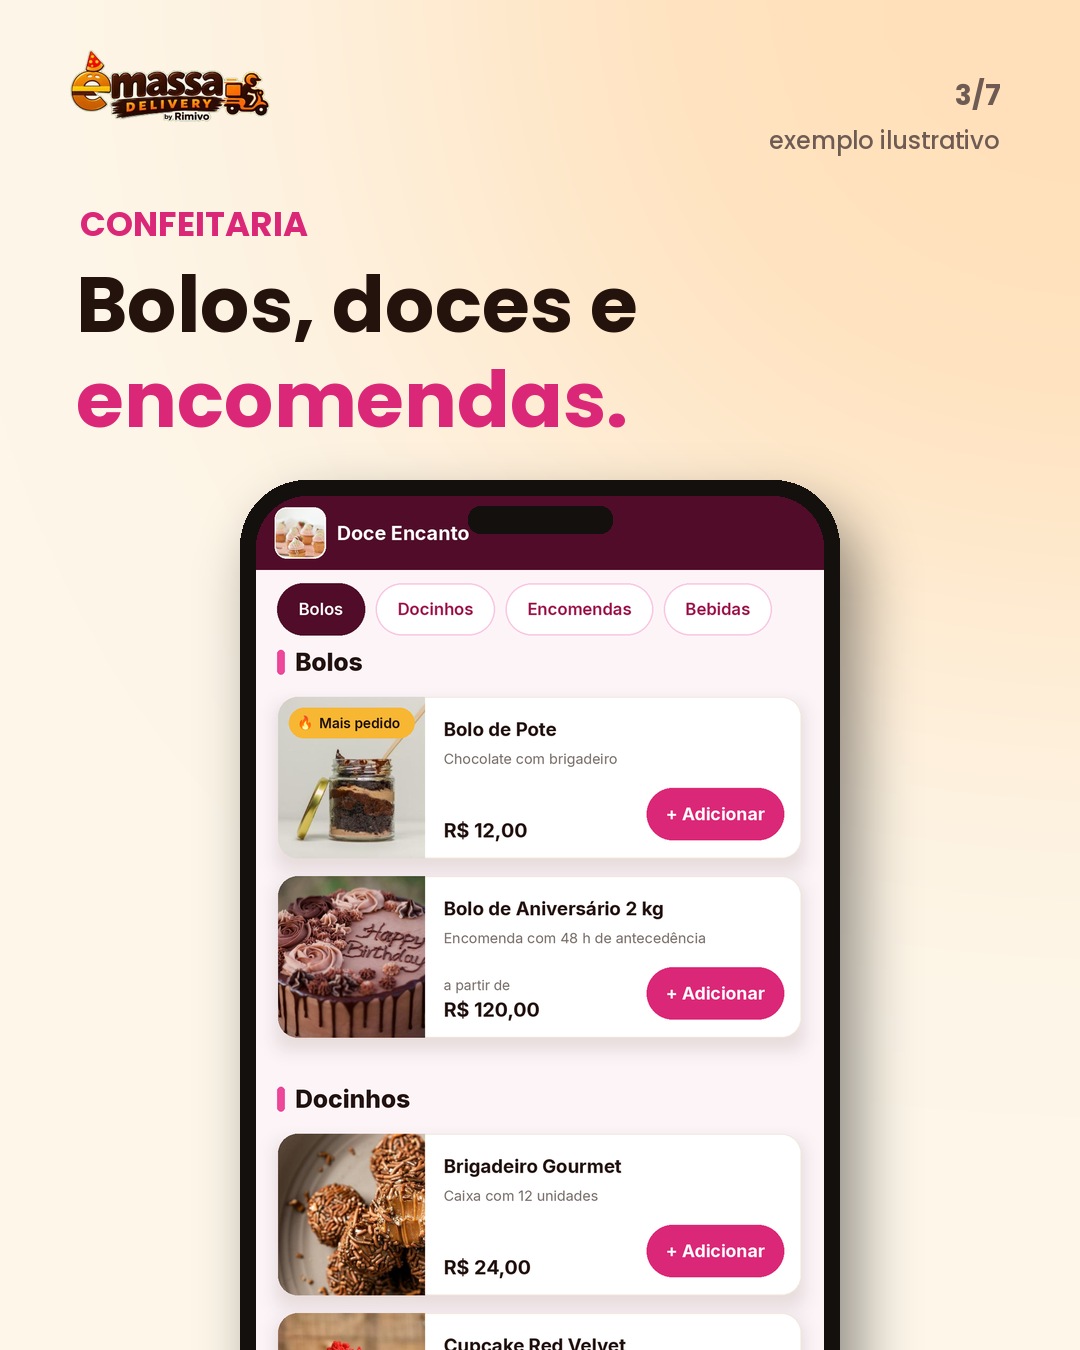 êmassa
DELIVERY
by Rimivo
3/7
exemplo ilustrativo
CONFEITARIA
Bolos, doces e
encomendas.
Doce Encanto
Bolos
Docinhos
Encomendas
Bebidas
Bolos
🔥 Mais pedido
Bolo de Pote
Chocolate com brigadeiro
R$ 12,00
+ Adicionar
Happy
Birthday
Bolo de Aniversário 2 kg
Encomenda com 48 h de antecedência
a partir de
R$ 120,00
+ Adicionar
Docinhos
Brigadeiro Gourmet
Caixa com 12 unidades
R$ 24,00
+ Adicionar
Cupcake Red Velvet